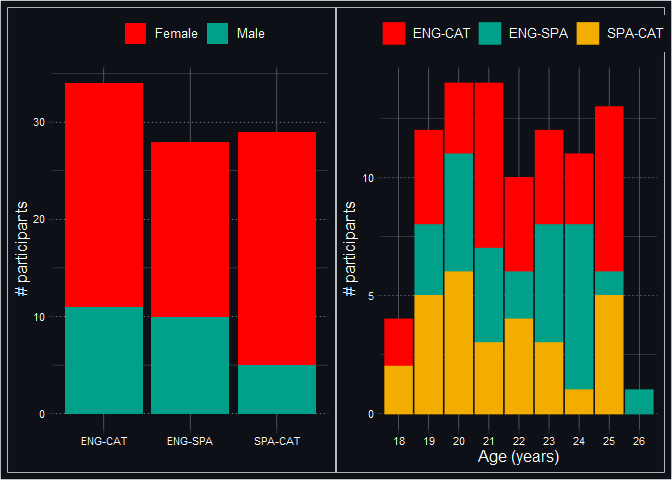 Female Male
# participants
30
20
10
0
ENG-CAT ENG-SPA SPA-CAT
ENG-CAT ENG-SPA SPA-CAT
# participants
10
5
0
18 19 20 21 22 23 24 25 26
Age (years)